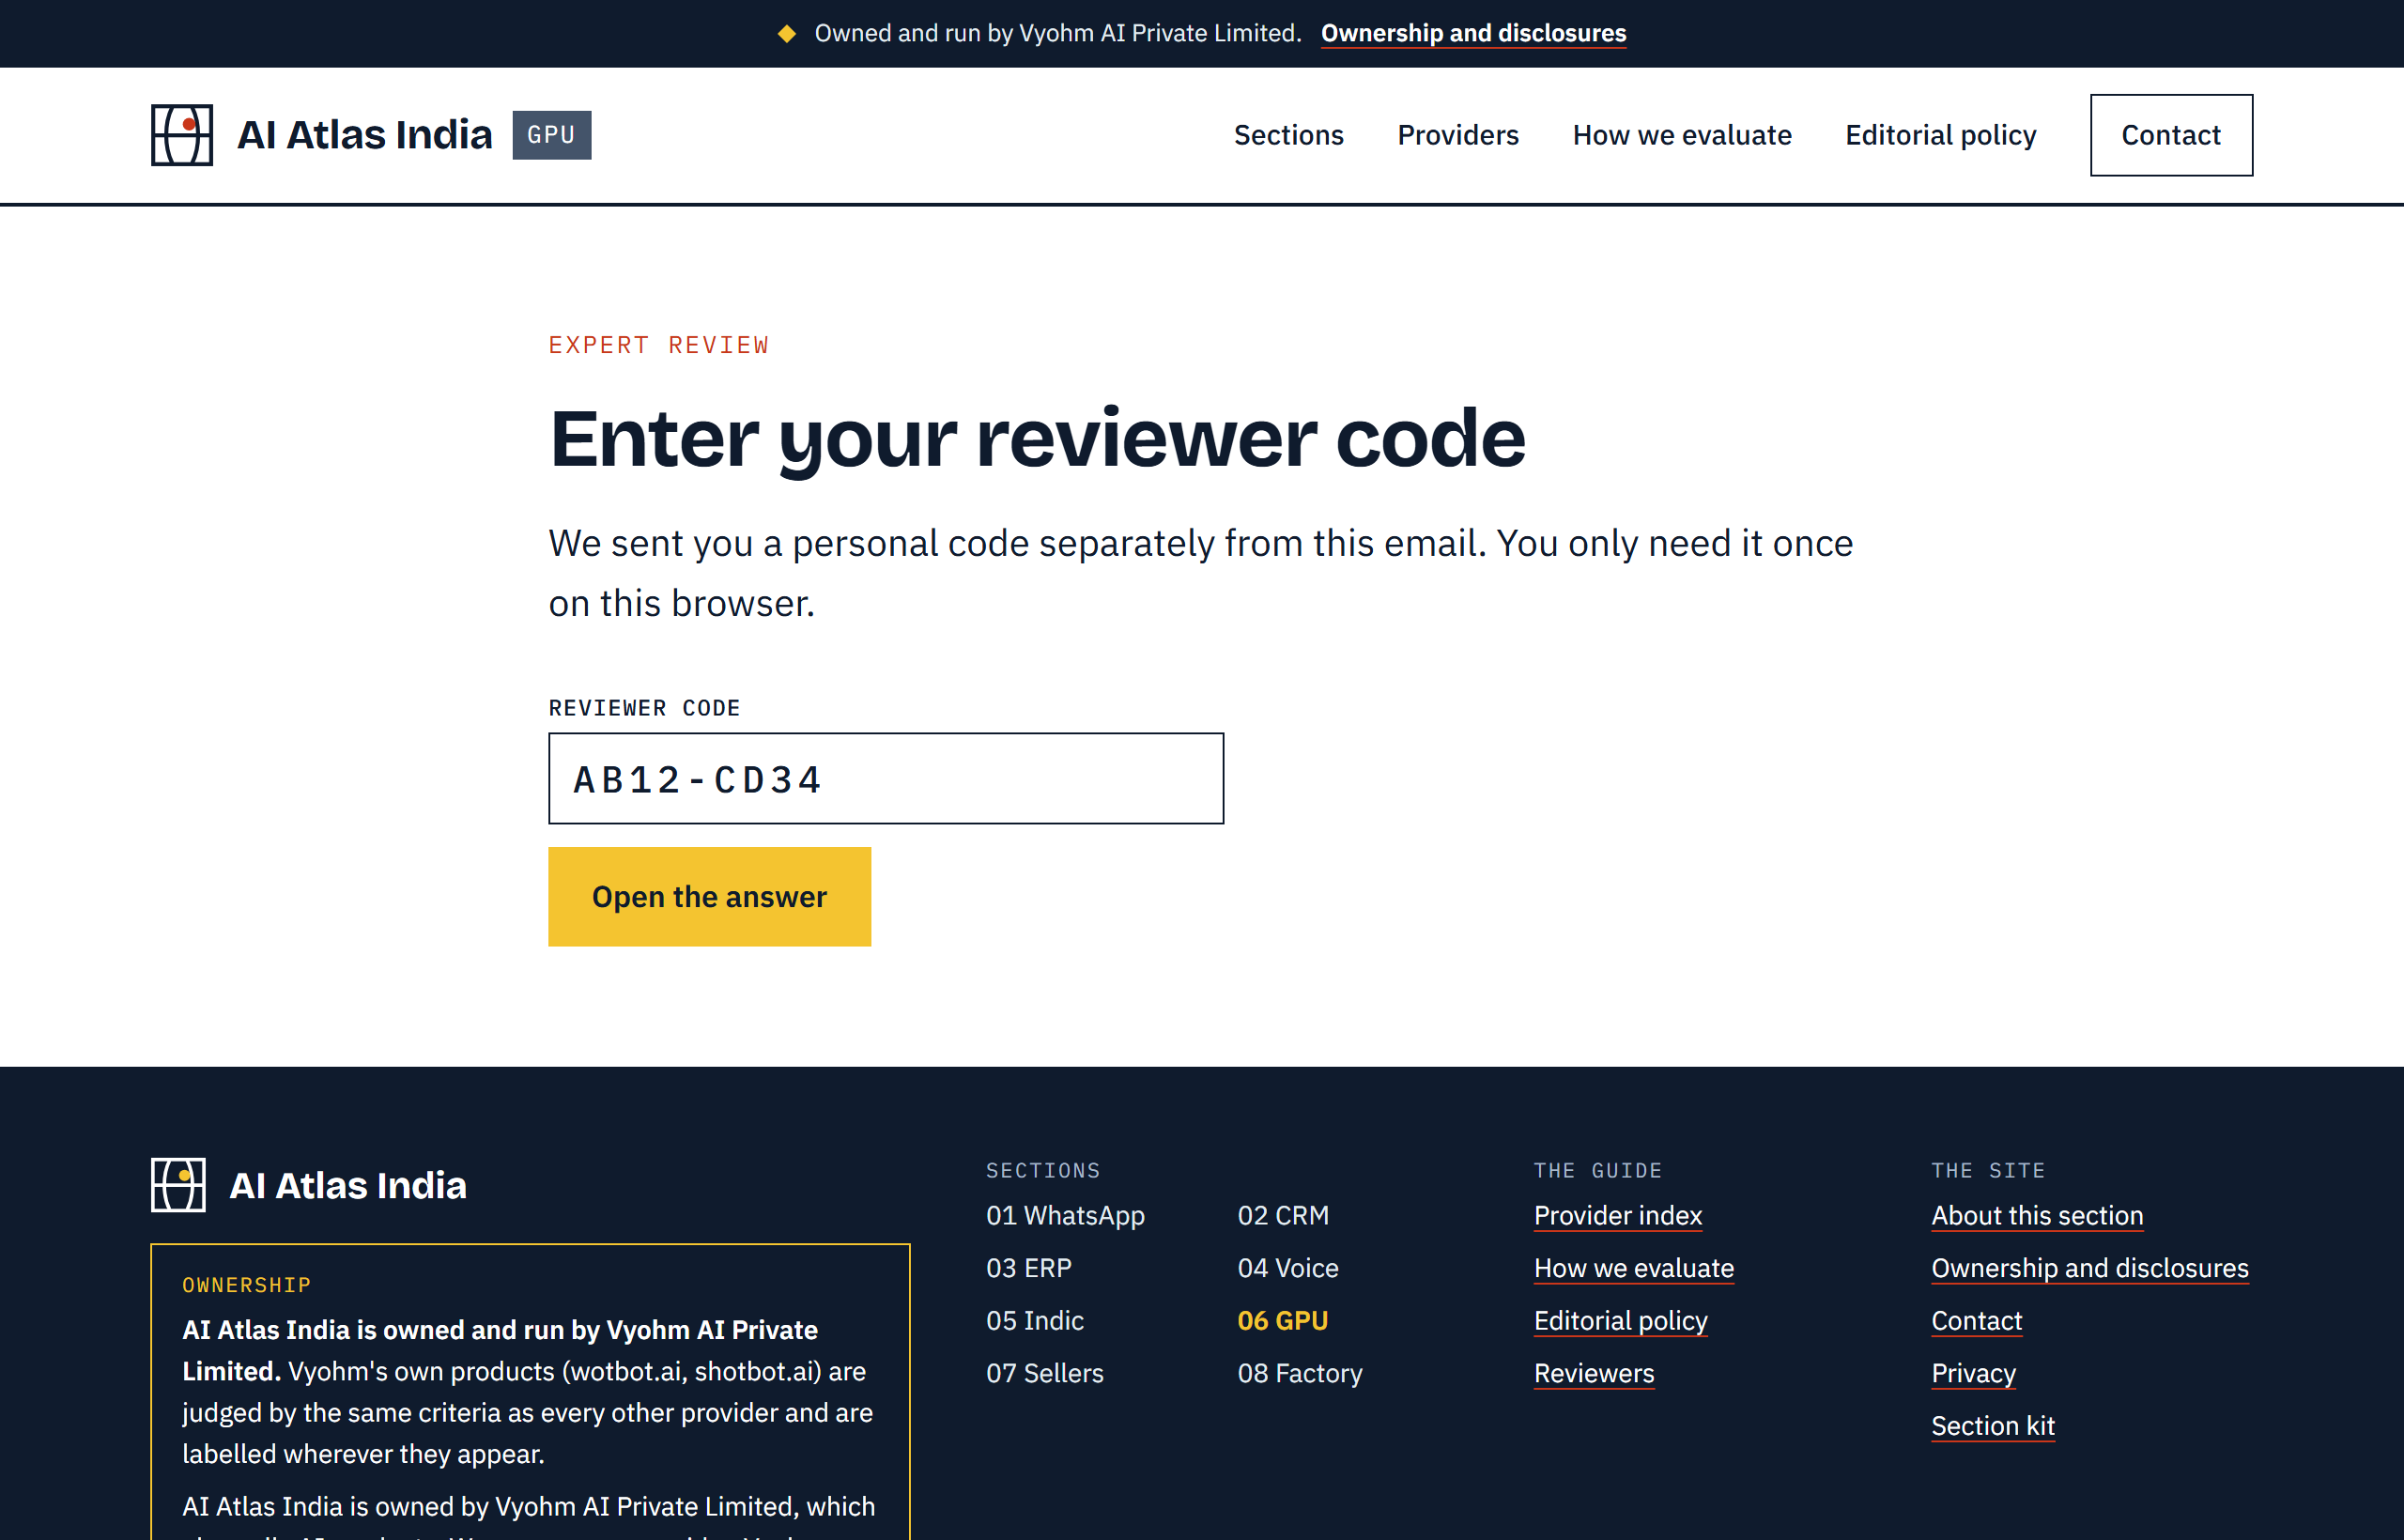 Owned and run by Vyohm AI Private Limited. Ownership and disclosures
AI Atlas India GPU
Sections Providers How we evaluate Editorial policy Contact
EXPERT REVIEW
Enter your reviewer code
We sent you a personal code separately from this email. You only need it once
on this browser.
REVIEWER CODE
AB12-CD34
Open the answer
AI Atlas India
OWNERSHIP
AI Atlas India is owned and run by Vyohm AI Private
Limited. Vyohm's own products (wotbot.ai, shotbot.ai) are
judged by the same criteria as every other provider and are
labelled wherever they appear.
AI Atlas India is owned by Vyohm AI Private Limited, which
SECTIONS
01 WhatsApp 02 CRM
03 ERP 04 Voice
05 Indic 06 GPU
07 Sellers 08 Factory
THE GUIDE
Provider index
How we evaluate
Editorial policy
Reviewers
THE SITE
About this section
Ownership and disclosures
Contact
Privacy
Section kit